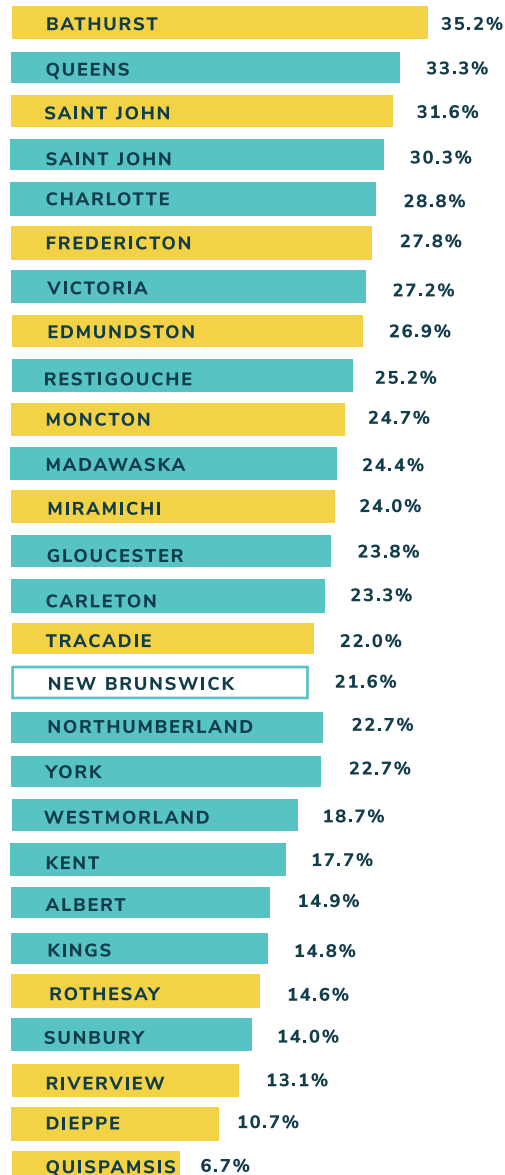 BATHURST 35.2%
QUEENS 33.3%
SAINT JOHN 31.6%
SAINT JOHN 30.3%
CHARLOTTE 28.8%
FREDERICTON 27.8%
VICTORIA 27.2%
EDMUNDSTON 26.9%
RESTIGOUCHE 25.2%
MONCTON 24.7%
MADAWASKA 24.4%
MIRAMICHI 24.0%
GLOUCESTER 23.8%
CARLETON 23.3%
TRACADIE 22.0%
NEW BRUNSWICK 21.6%
NORTHUMBERLAND 22.7%
YORK 22.7%
WESTMORLAND 18.7%
KENT 17.7%
ALBERT 14.9%
KINGS 14.8%
ROTHESAY 14.6%
SUNBURY 14.0%
RIVERVIEW 13.1%
DIEPPE 10.7%
QUISPAMSIS 6.7%